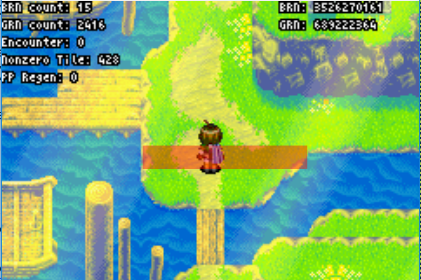 BRN count: 15
GRN count: 2416
Encounter: 0
Nonzero Tile: 428
PP Regen: 0
BRN: 3526270161
GRN: 689222364